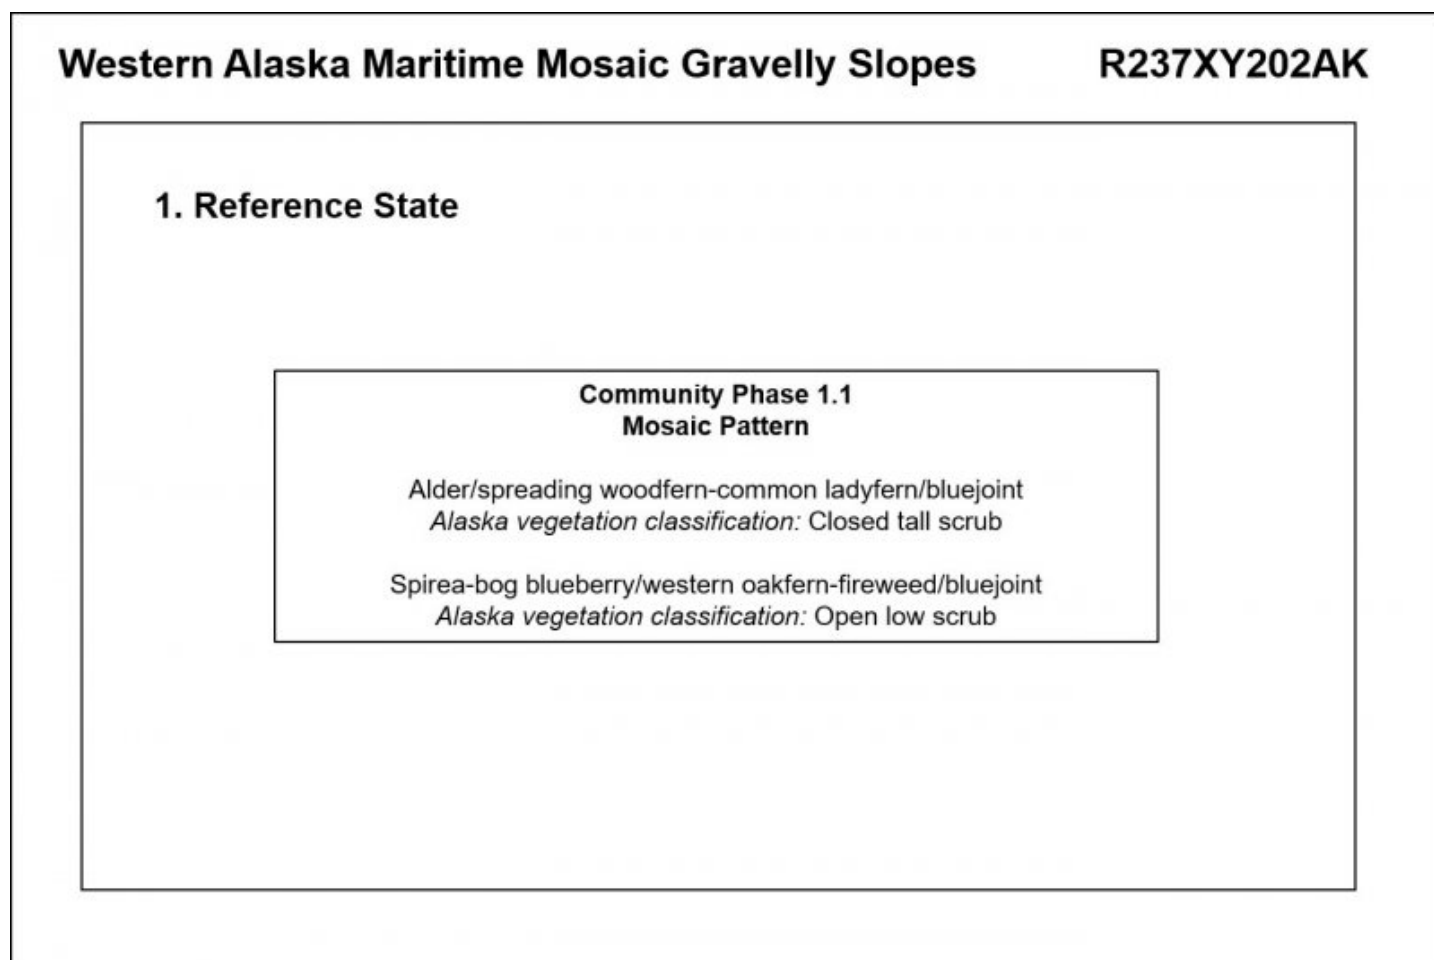 Western Alaska Maritime Mosaic Gravelly Slopes R237XY202AK
1. Reference State
Community Phase 1.1
Mosaic Pattern
Alder/spreading woodfern-common ladyfern/bluejoint
Alaska vegetation classification: Closed tall scrub
Spirea-bog blueberry/western oakfern-fireweed/bluejoint
Alaska vegetation classification: Open low scrub